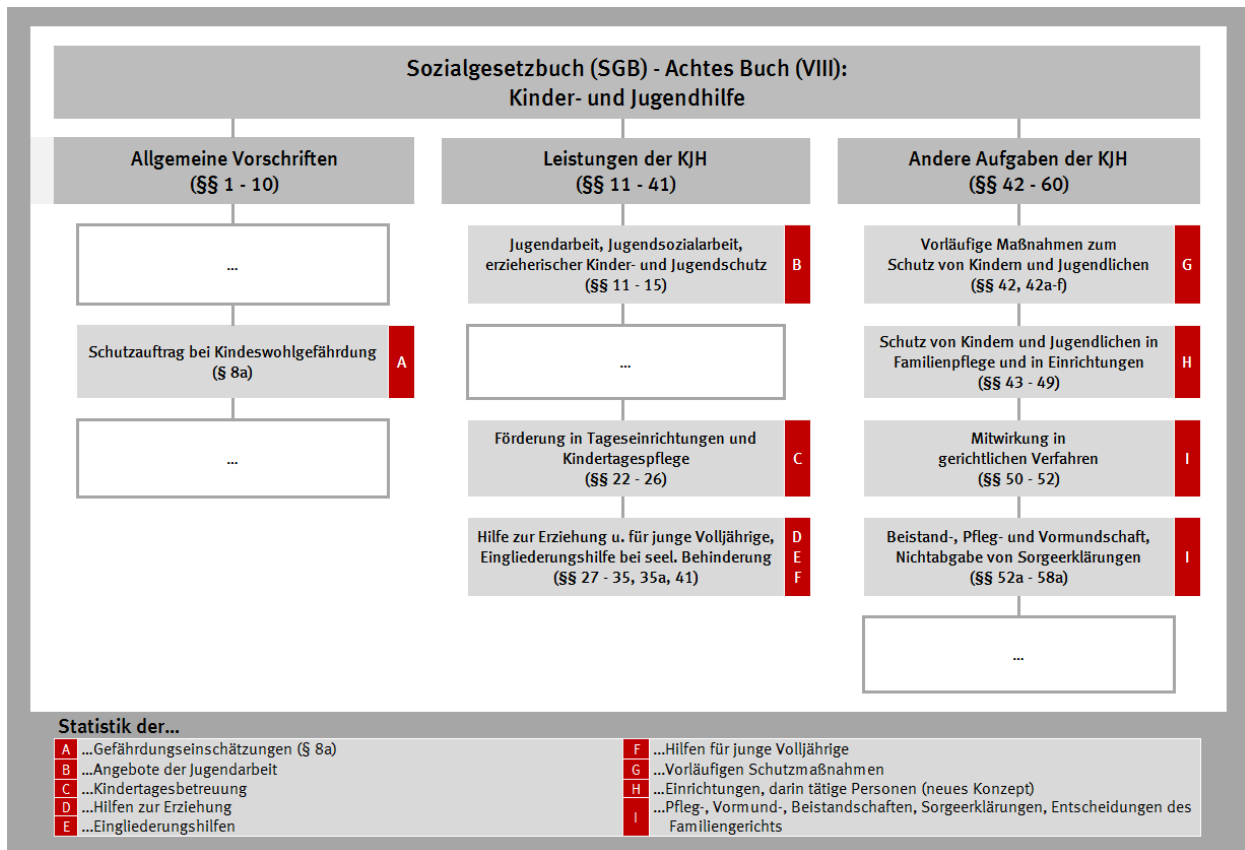 Sozialgesetzbuch (SGB) - Achtes Buch (VIII):
Kinder- und Jugendhilfe
Allgemeine Vorschriften
(§§ 1 - 10)
...
Schutzauftrag bei Kindeswohlgefährdung
(§ 8a)
A
...
Leistungen der KJH
(§§ 11 - 41)
Jugendarbeit, Jugendsozialarbeit,
erzieherischer Kinder- und Jugendschutz
(§§ 11 - 15)
B
...
Förderung in Tageseinrichtungen und
Kindertagespflege
(§§ 22 - 26)
C
Hilfe zur Erziehung u. für junge Volljährige,
Eingliederungshilfe bei seel. Behinderung
(§§ 27 - 35, 35a, 41)
D
E
F
Andere Aufgaben der KJH
(§§ 42 - 60)
Vorläufige Maßnahmen zum
Schutz von Kindern und Jugendlichen
(§§ 42, 42a-f)
G
Schutz von Kindern und Jugendlichen in
Familienpflege und in Einrichtungen
(§§ 43 - 49)
H
Mitwirkung in
gerichtlichen Verfahren
(§§ 50 - 52)
I
Beistand-, Pfleg- und Vormundschaft,
Nichtabgabe von Sorgeerklärungen
(§§ 52a - 58a)
I
...
Statistik der...
A ...Gefährdungseinschätzungen (§ 8a)
B ...Angebote der Jugendarbeit
C ...Kindertagesbetreuung
D ...Hilfen zur Erziehung
E ...Eingliederungshilfen
F ...Hilfen für junge Volljährige
G ...Vorläufigen Schutzmaßnahmen
H ...Einrichtungen, darin tätige Personen (neues Konzept)
I ...Pfleg-, Vormund-, Beistandschaften, Sorgeerklärungen, Entscheidungen des
Familiengerichts